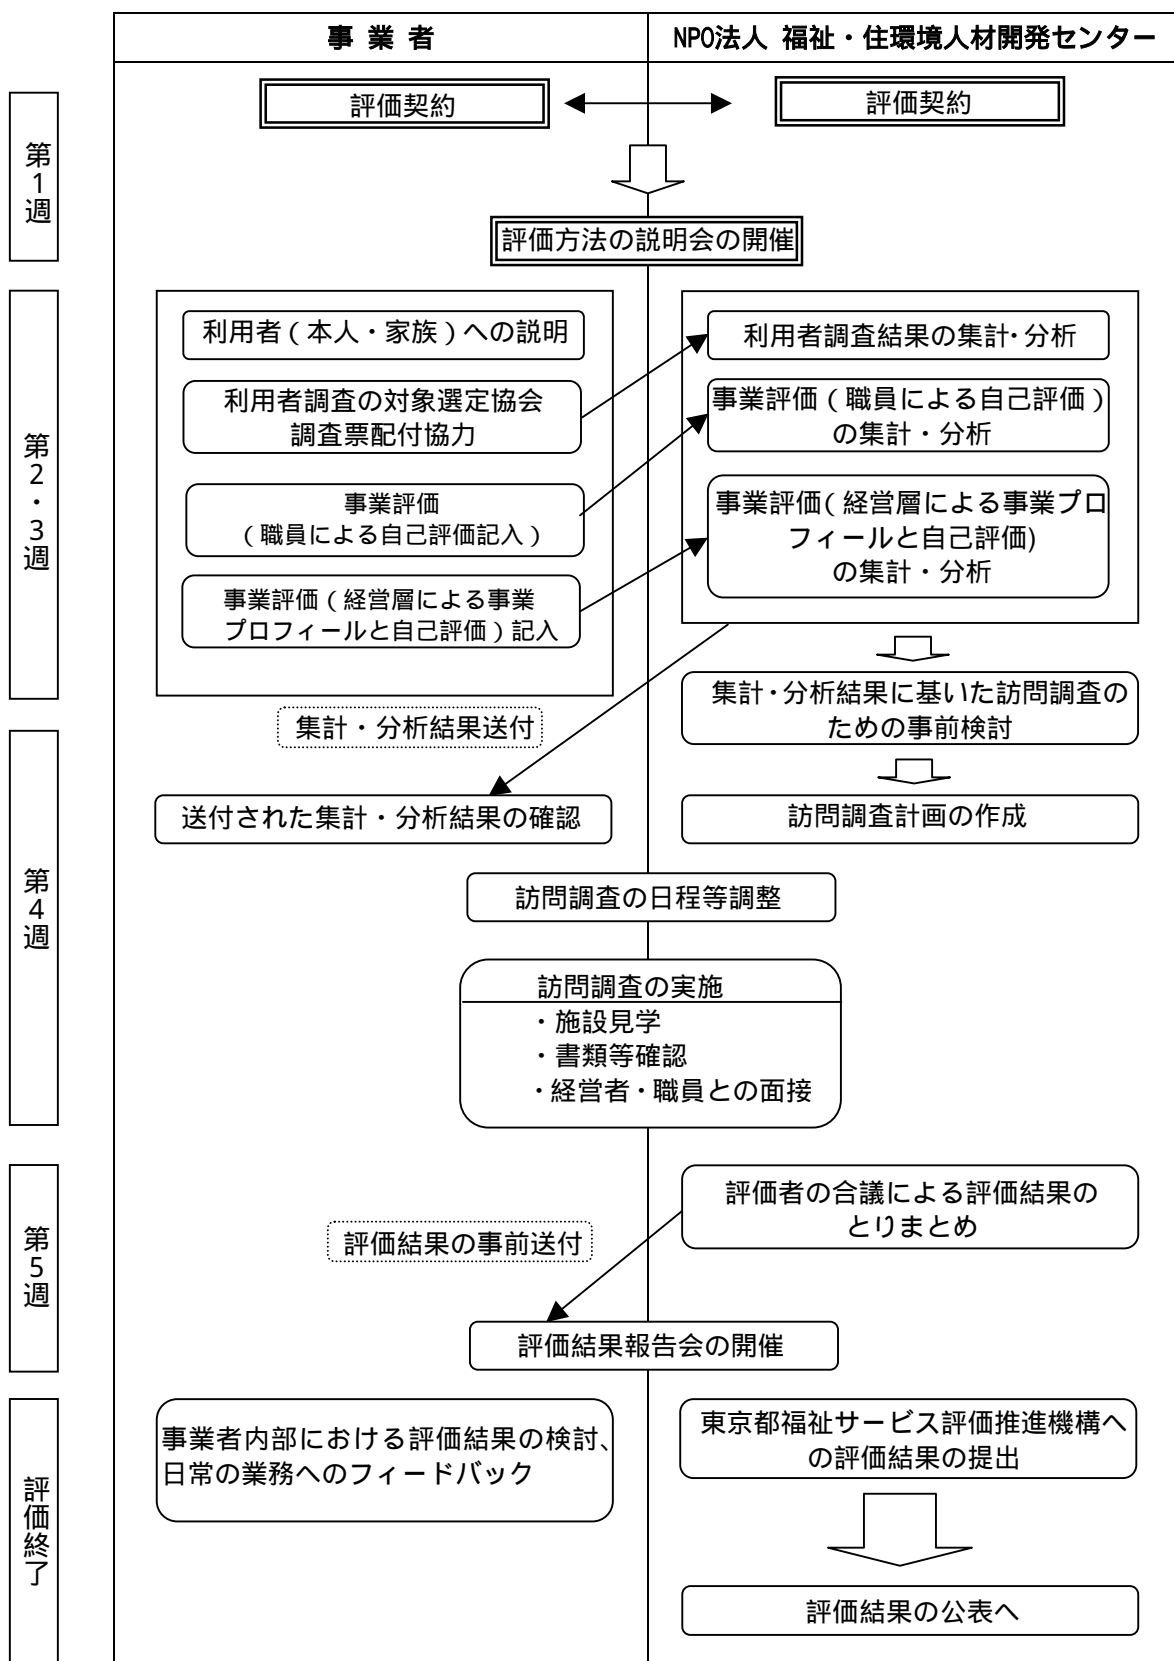 事 業 者
NPO法人 福祉・住環境人材開発センター
第1週
評価契約
評価契約
評価方法の説明会の開催
第2・3週
利用者（本人・家族）への説明
利用者調査の対象選定協会
調査票配付協力
事業評価
（職員による自己評価記入）
事業評価（経営層による事業
プロフィールと自己評価）記入
利用者調査結果の集計・分析
事業評価（職員による自己評価）
の集計・分析
事業評価（経営層による事業プロ
フィールと自己評価)
の集計・分析
集計・分析結果に基いた訪問調査の
ための事前検討
第4週
集計・分析結果送付
送付された集計・分析結果の確認
訪問調査計画の作成
訪問調査の日程等調整
訪問調査の実施
・施設見学
・書類等確認
・経営者・職員との面接
第5週
評価者の合議による評価結果の
とりまとめ
評価結果の事前送付
評価結果報告会の開催
評価終了
事業者内部における評価結果の検討、
日常の業務へのフィードバック
東京都福祉サービス評価推進機構へ
の評価結果の提出
評価結果の公表へ